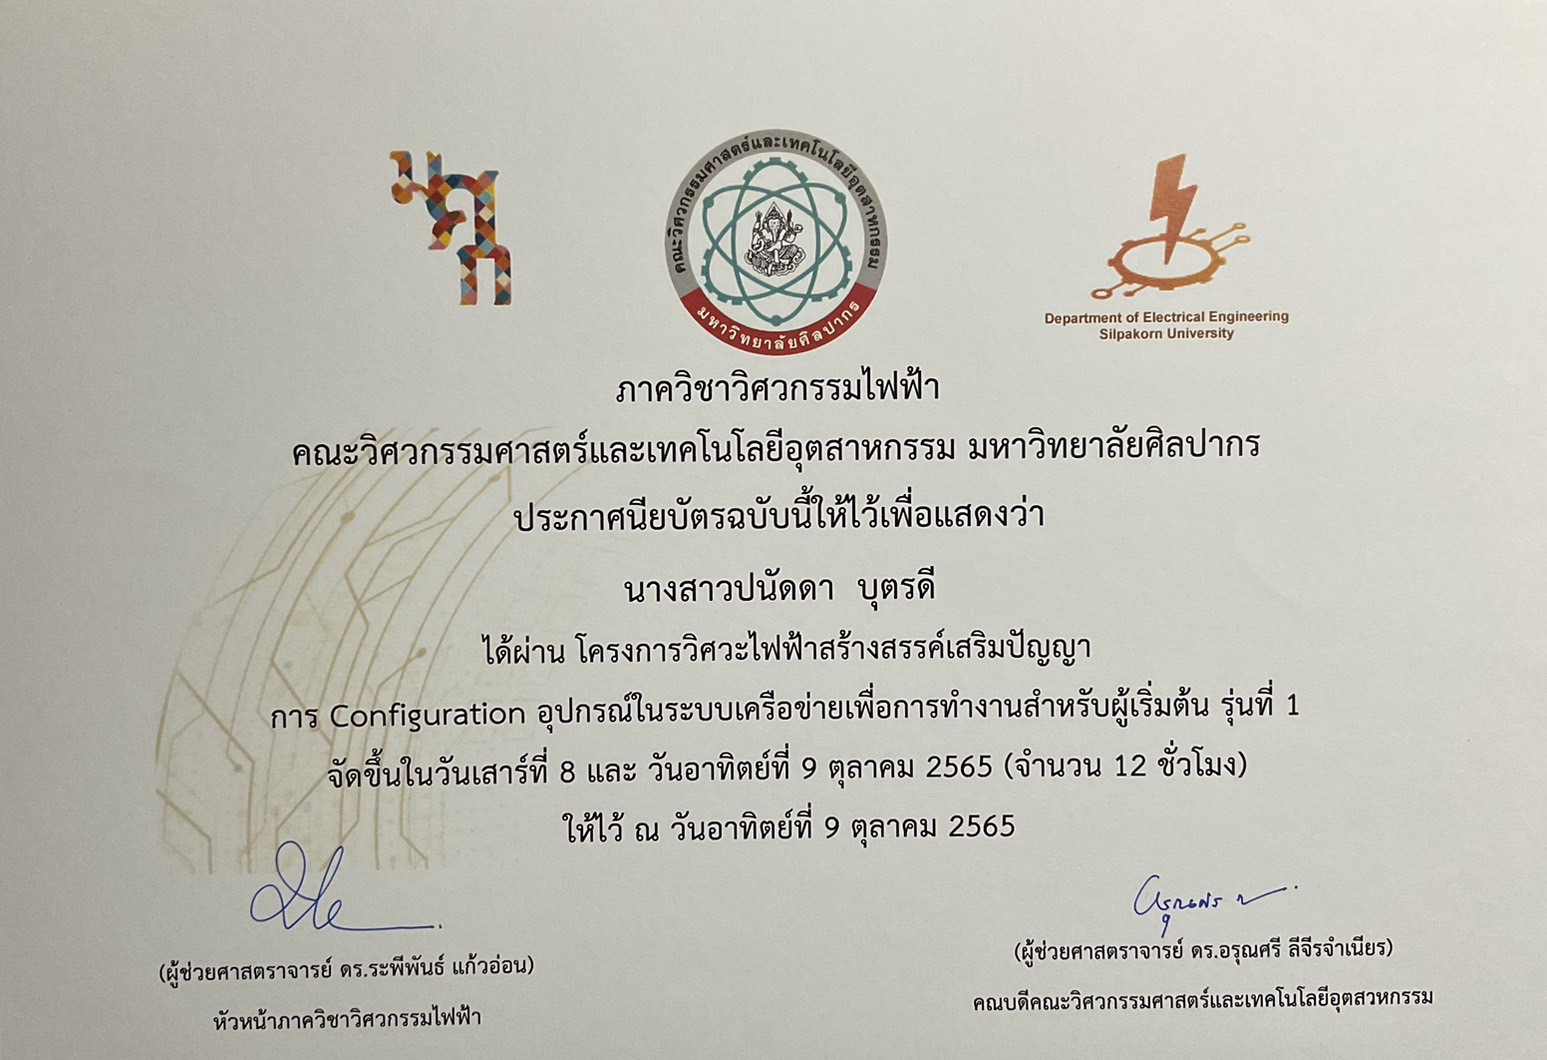 มศก
คณะวิศวกรรมศาสตร์และเทคโนโลยีอุตสาหกรรม
มหาวิทยาลัยศิลปากร
Department of Electrical Engineering
Silpakorn University
ภาควิชาวิศวกรรมไฟฟ้า
คณะวิศวกรรมศาสตร์และเทคโนโลยีอุตสาหกรรม มหาวิทยาลัยศิลปากร
ประกาศนียบัตรฉบับนี้ให้ไว้เพื่อแสดงว่า
นางสาวปนัดดา บุตรดี
ได้ผ่าน โครงการวิศวะไฟฟ้าสร้างสรรค์เสริมปัญญา
การ Configuration อุปกรณ์ในระบบเครือข่ายเพื่อการทำงานสำหรับผู้เริ่มต้น รุ่นที่ 1
จัดขึ้นในวันเสาร์ที่ 8 และ วันอาทิตย์ที่ 9 ตุลาคม 2565 (จำนวน 12 ชั่วโมง)
ให้ไว้ ณ วันอาทิตย์ที่ 9 ตุลาคม 2565
(ผู้ช่วยศาสตราจารย์ ดร.ระพีพันธ์ แก้วอ่อน)
หัวหน้าภาควิชาวิศวกรรมไฟฟ้า
(ผู้ช่วยศาสตราจารย์ ดร.อรุณศรี ลีจีรจำเนียร)
คณบดีคณะวิศวกรรมศาสตร์และเทคโนโลยีอุตสวหกรรม